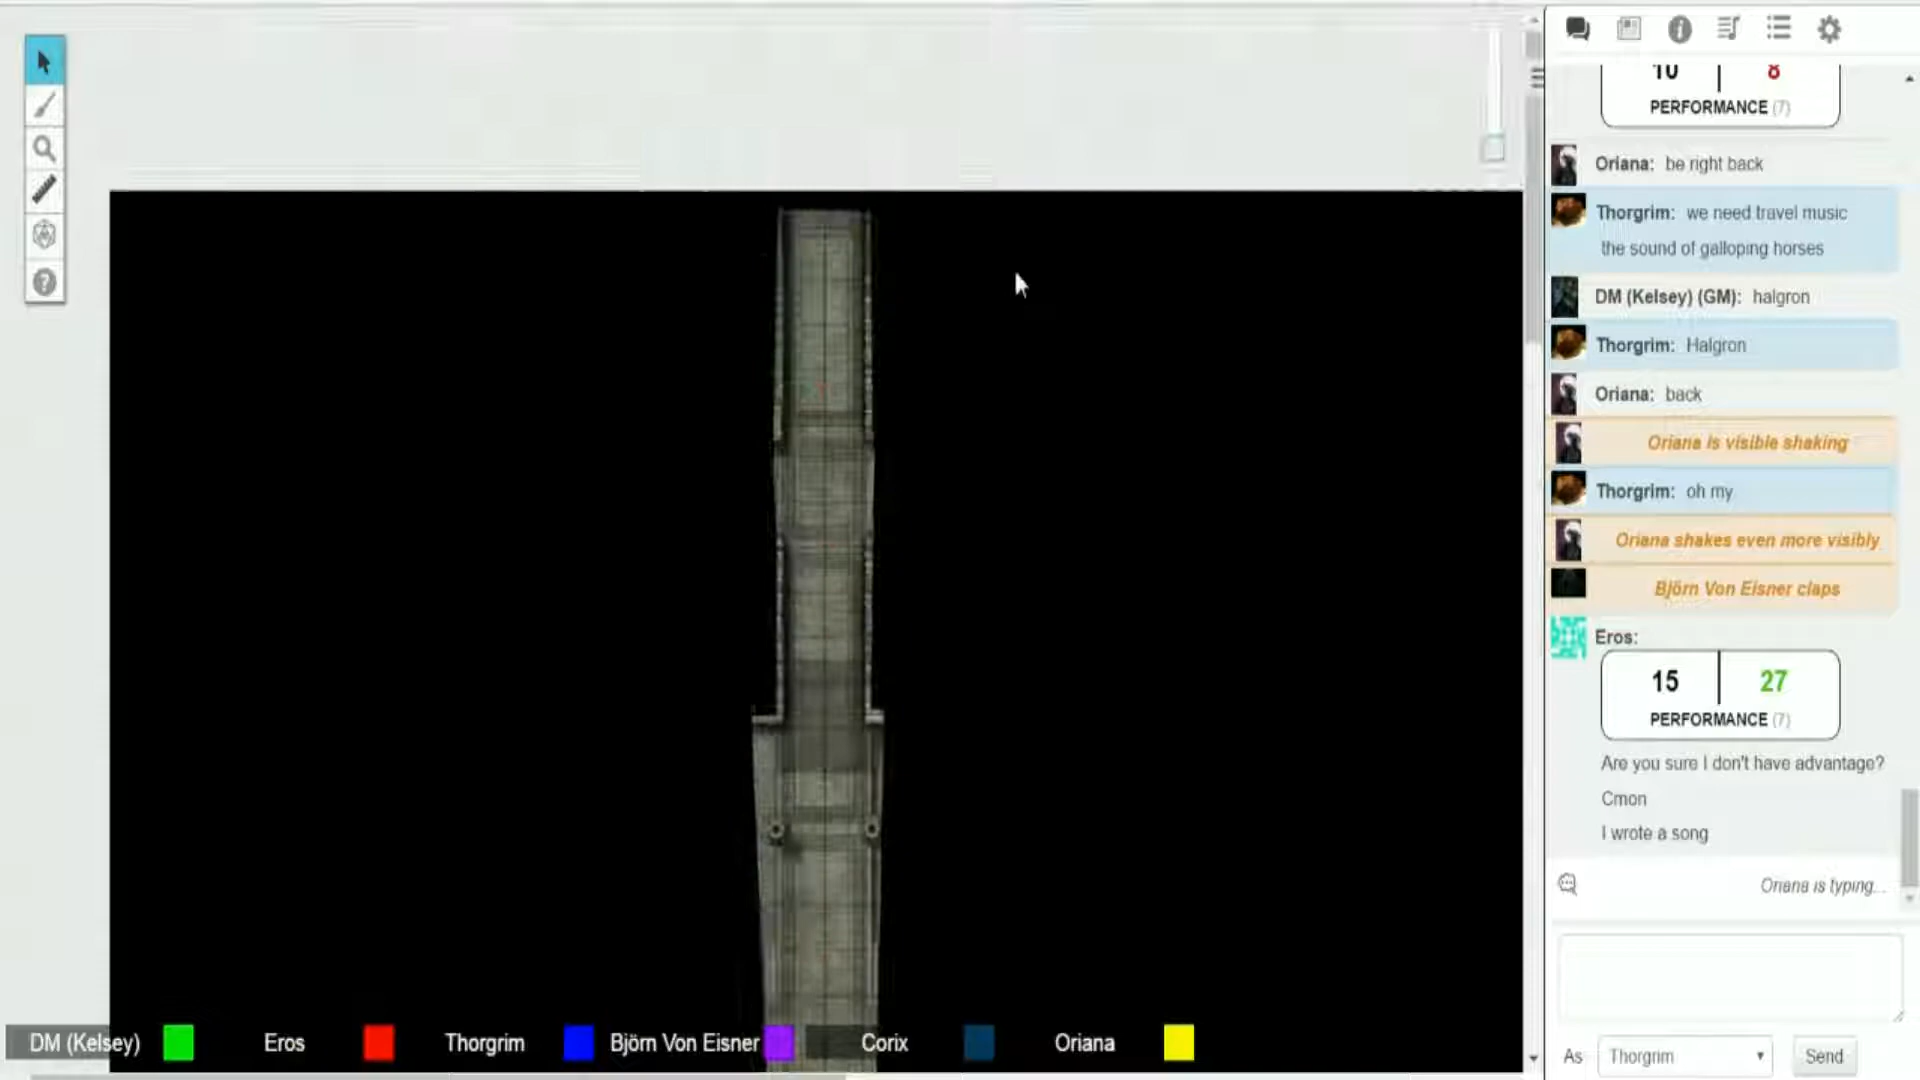 10 | 8
PERFORMANCE (7)
Oriana: be right back
Thorgrim: we need travel music
the sound of galloping horses
DM (Kelsey) (GM): halgron
Thorgrim: Halgron
Oriana: back
Oriana is visible shaking
Thorgrim: oh my
Oriana shakes even more visibly
Björn Von Eisner claps
Eros:
15 | 27
PERFORMANCE (7)
Are you sure I don't have advantage?
Cmon
I wrote a song
Oriana is typing...
DM (Kelsey) Eros Thorgrim Björn Von Eisner Corix Oriana
As Thorgrim Send